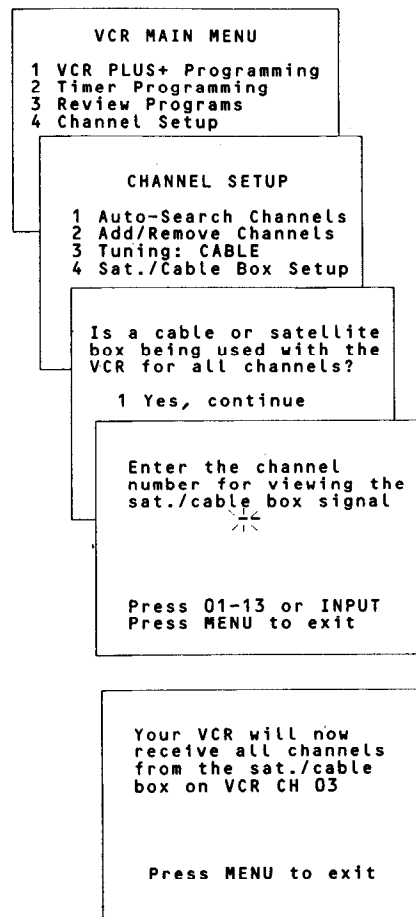 VCR MAIN MENU
1 VCR PLUS+ Programming
2 Timer Programming
3 Review Programs
4 Channel Setup
CHANNEL SETUP
1 Auto-Search Channels
2 Add/Remove Channels
3 Tuning: CABLE
4 Sat./Cable Box Setup
Is a cable or satellite
box being used with the
VCR for all channels?
1 Yes, continue
Enter the channel
number for viewing the
sat./cable box signal
--
Press 01-13 or INPUT
Press MENU to exit
Your VCR will now
receive all channels
from the sat./cable
box on VCR CH 03
Press MENU to exit